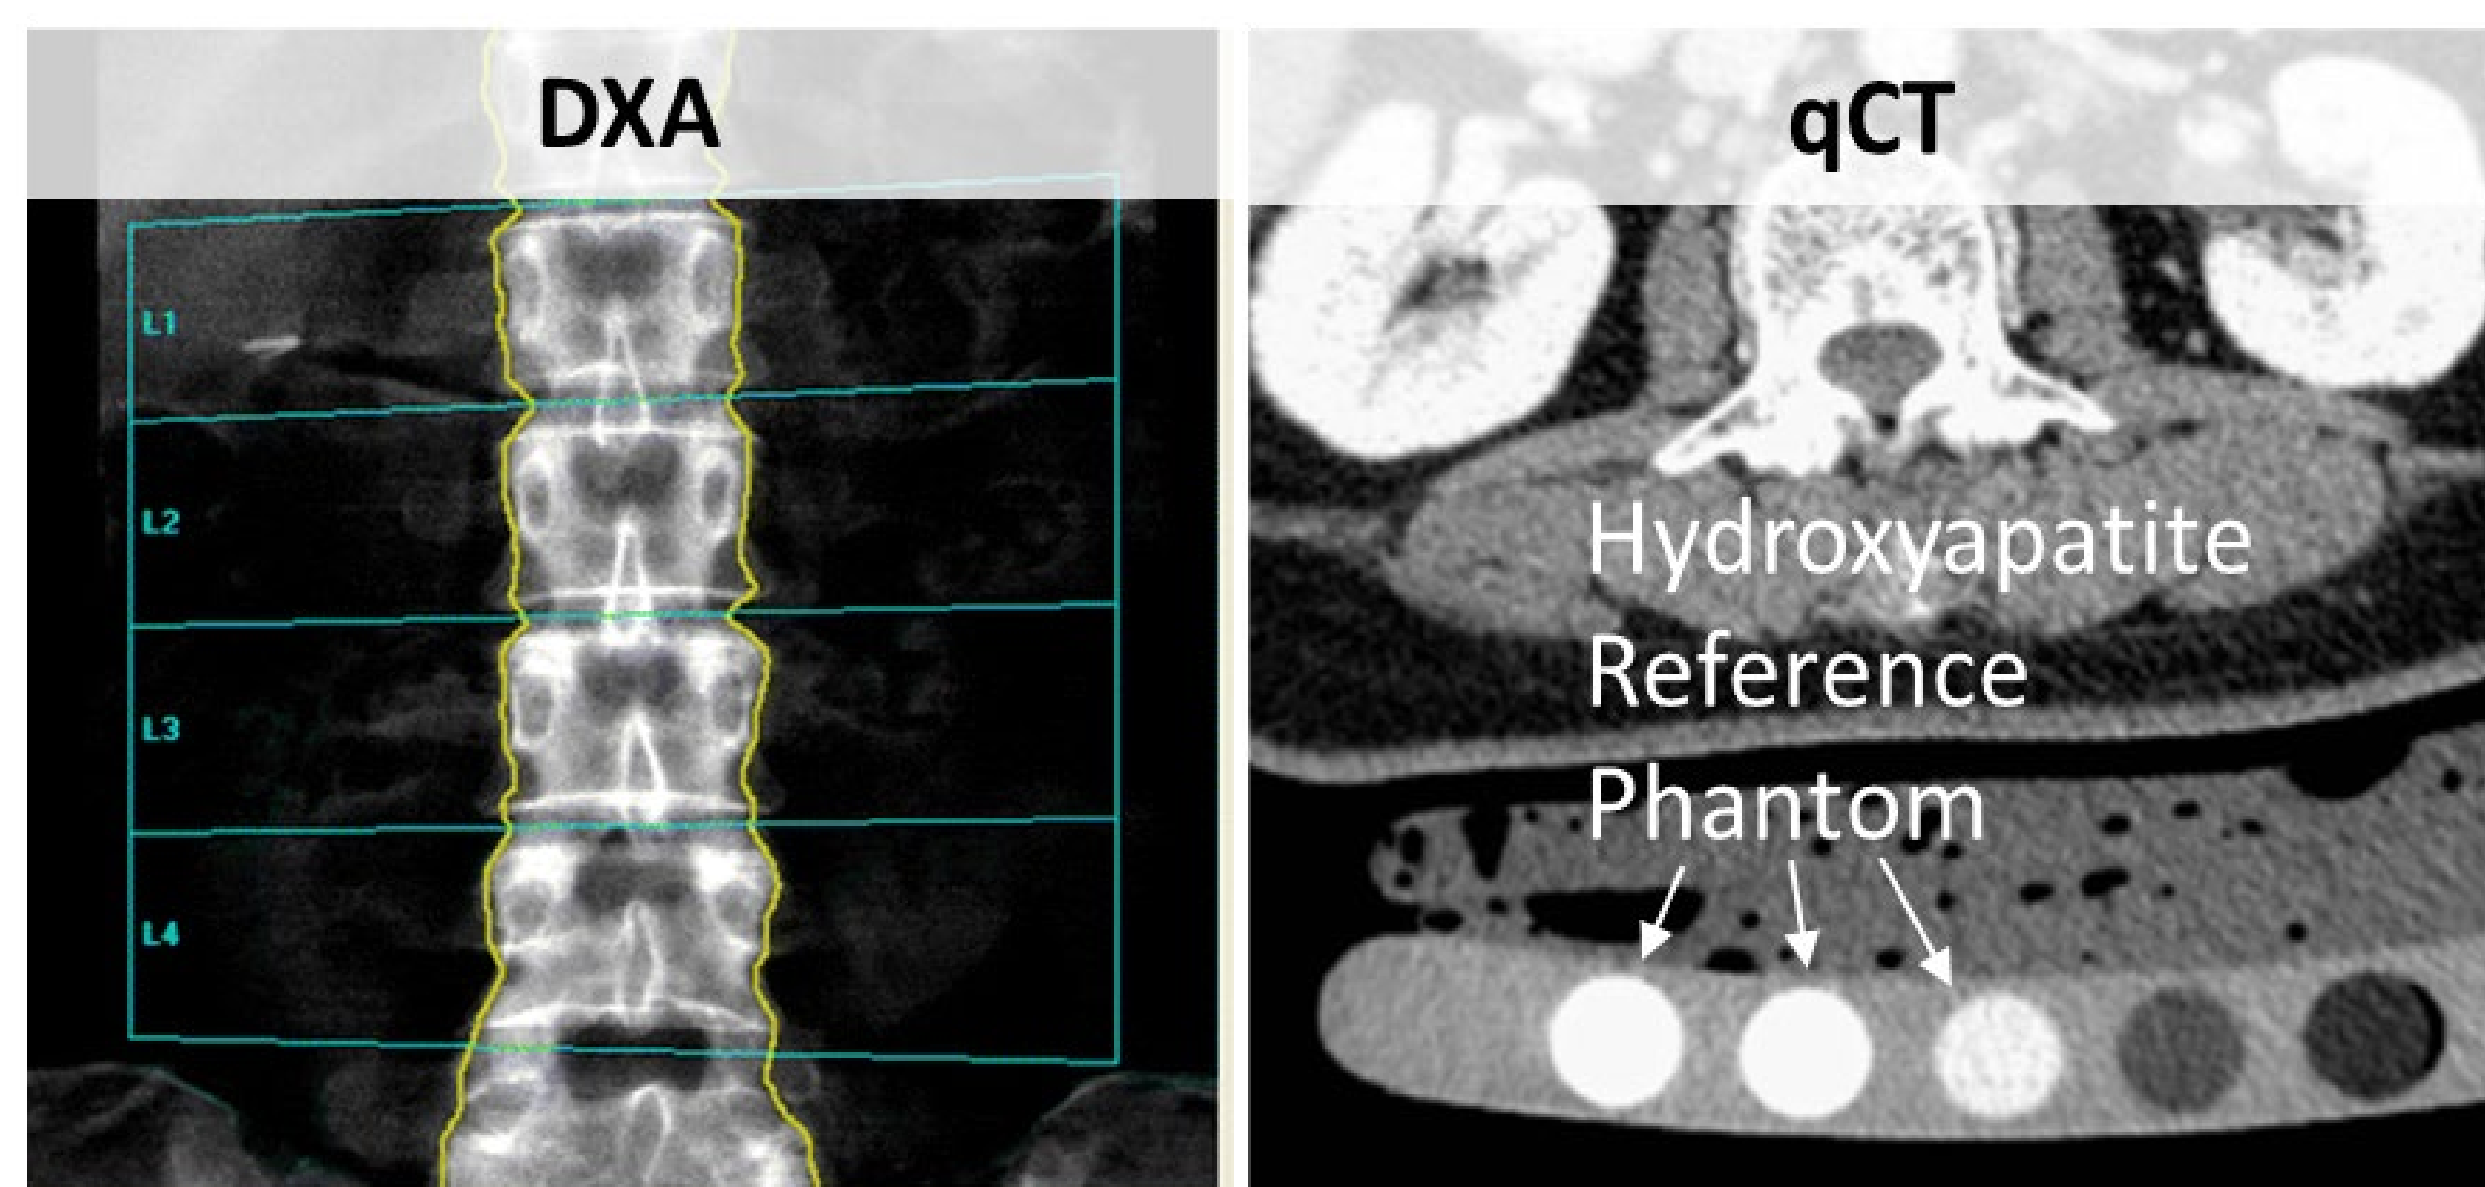 DXA
L1
L2
L3
L4
qCT
Hydroxyapatite
Reference
Phantom